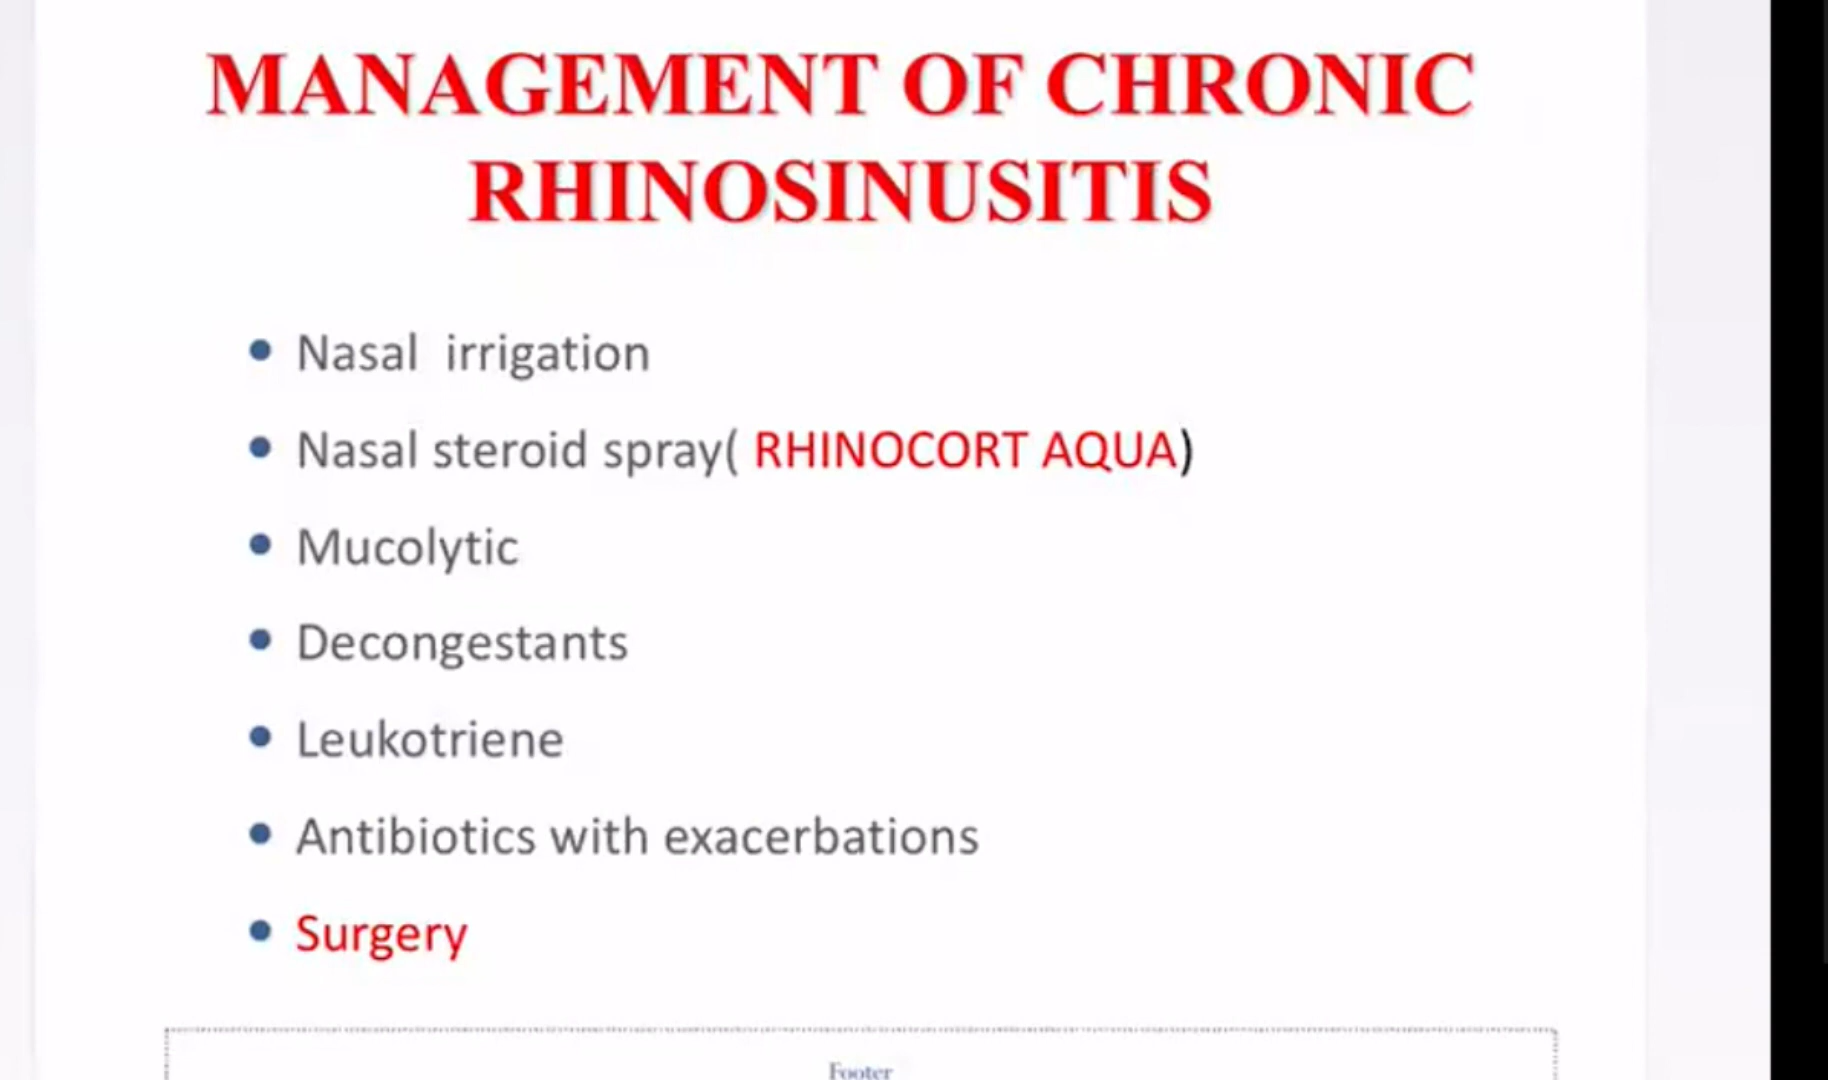 MANAGEMENT OF CHRONIC
RHINOSINUSITIS
• Nasal irrigation
• Nasal steroid spray( RHINOCORT AQUA)
• Mucolytic
• Decongestants
• Leukotriene
• Antibiotics with exacerbations
• Surgery
Footer